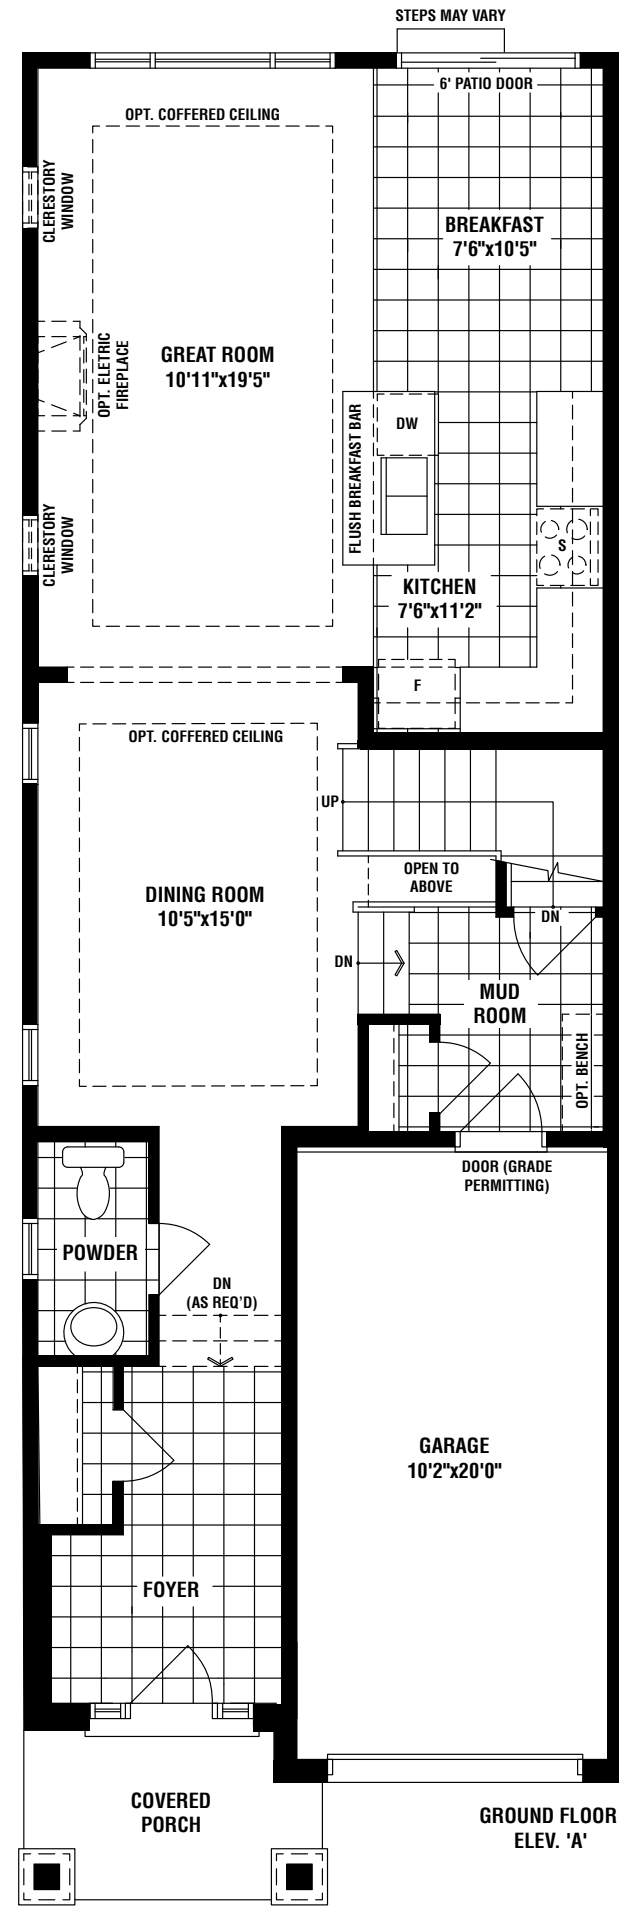 STEPS MAY VARY
6' PATIO DOOR
OPT. COFFERED CEILING
CLERESTORY
WINDOW
BREAKFAST
7'6"x10'5"
GREAT ROOM
10'11"x19'5"
OPT. ELETRIC
FIREPLACE
FLUSH BREAKFAST BAR
DW
S
CLERESTORY
WINDOW
KITCHEN
7'6"x11'2"
F
OPT. COFFERED CEILING
UP
OPEN TO
ABOVE
DINING ROOM
10'5"x15'0"
DN
DN
MUD
ROOM
OPT. BENCH
DOOR (GRADE
PERMITTING)
POWDER
DN
(AS REQ'D)
GARAGE
10'2"x20'0"
FOYER
COVERED
PORCH
GROUND FLOOR
ELEV. 'A'